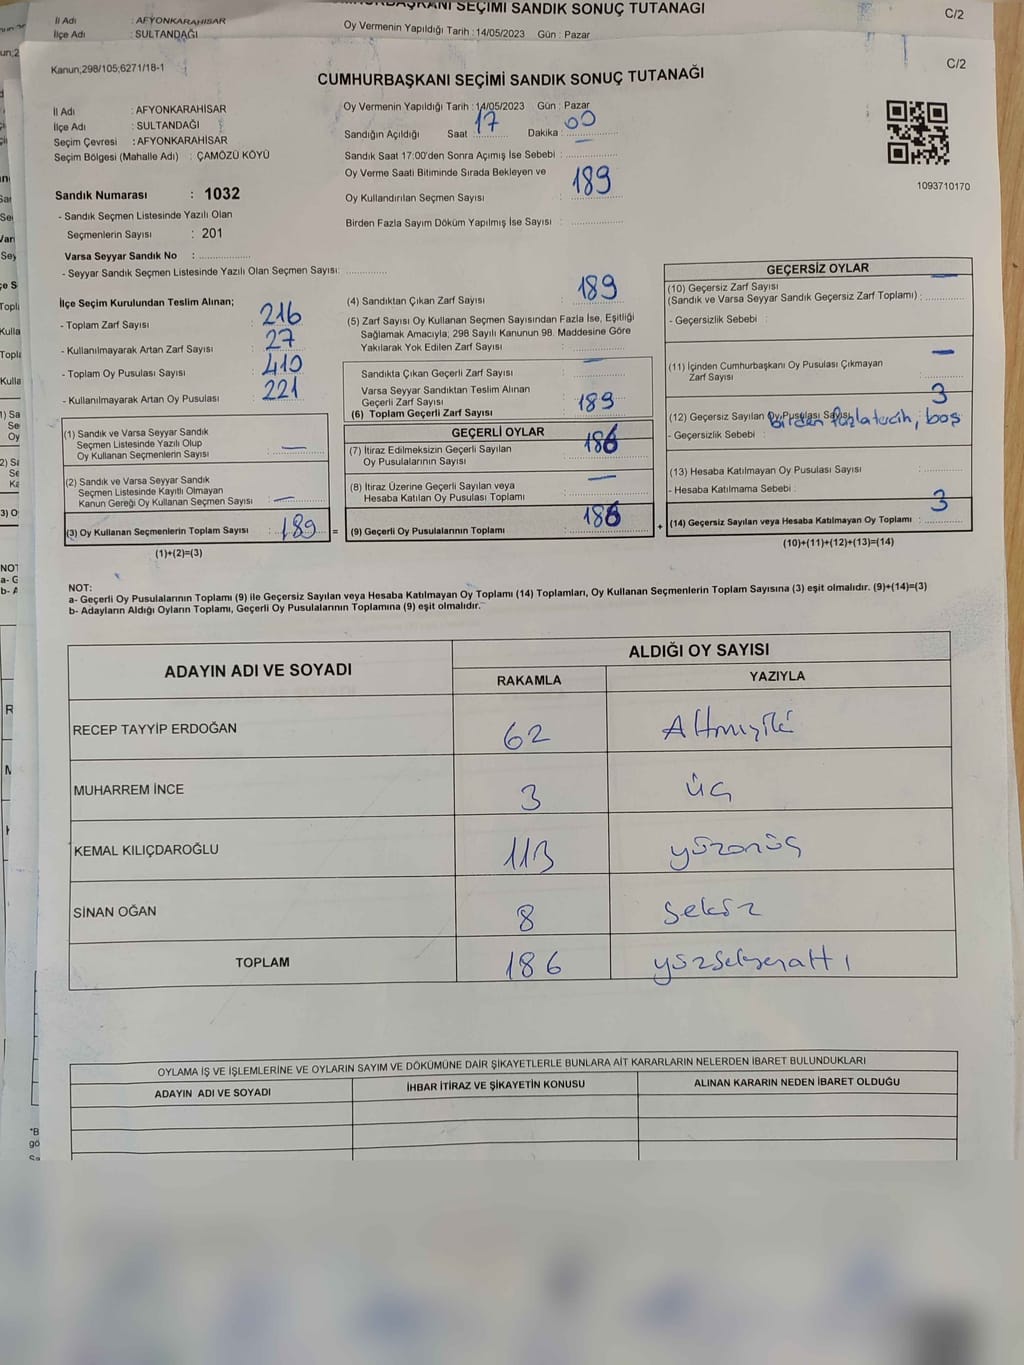 İl Adı : AFYONKARAHİSAR
İlçe Adı : SULTANDAĞI
SEÇİMİ SANDIK SONUÇ TUTANAĞI
Oy Vermenin Yapıldığı Tarih : 14/05/2023 Gün : Pazar
C/2
Kanun;298/105;6271/18-1
CUMHURBAŞKANI SEÇİMİ SANDIK SONUÇ TUTANAĞI
C/2
İl Adı : AFYONKARAHİSAR
İlçe Adı : SULTANDAĞI
Seçim Çevresi : AFYONKARAHİSAR
Seçim Bölgesi (Mahalle Adı) : ÇAMÖZÜ KÖYÜ
Sandık Numarası : 1032
- Sandık Seçmen Listesinde Yazılı Olan
Seçmenlerin Sayısı : 201
Varsa Seyyar Sandık No : ....................
- Seyyar Sandık Seçmen Listesinde Yazılı Olan Seçmen Sayısı: ...............
Oy Vermenin Yapıldığı Tarih : 14/05/2023 Gün : Pazar
Sandığın Açıldığı Saat : 17 Dakika : 00
Sandık Saat 17:00'den Sonra Açımış İse Sebebi : ....................
Oy Verme Saati Bitiminde Sırada Bekleyen ve
Oy Kullandırılan Seçmen Sayısı : 189
Birden Fazla Sayım Döküm Yapılmış İse Sayısı : ....................
1093710170
İlçe Seçim Kurulundan Teslim Alınan;
- Toplam Zarf Sayısı : 216
- Kullanılmayarak Artan Zarf Sayısı : 27
- Toplam Oy Pusulası Sayısı : 410
- Kullanılmayarak Artan Oy Pusulası : 221
(1) Sandık ve Varsa Seyyar Sandık
Seçmen Listesinde Yazılı Olup
Oy Kullanan Seçmenlerin Sayısı : —
(2) Sandık ve Varsa Seyyar Sandık
Seçmen Listesinde Kayıtlı Olmayan
Kanun Gereği Oy Kullanan Seçmen Sayısı : —
(3) Oy Kullanan Seçmenlerin Toplam Sayısı : 189 =
(1)+(2)=(3)
(4) Sandıktan Çıkan Zarf Sayısı : 189
(5) Zarf Sayısı Oy Kullanan Seçmen Sayısından Fazla İse, Eşitliği
Sağlamak Amacıyla; 298 Sayılı Kanunun 98. Maddesine Göre
Yakılarak Yok Edilen Zarf Sayısı : —
Sandıkta Çıkan Geçerli Zarf Sayısı :
Varsa Seyyar Sandıktan Teslim Alınan
Geçerli Zarf Sayısı :
(6) Toplam Geçerli Zarf Sayısı : 189
GEÇERLİ OYLAR
(7) İtiraz Edilmeksizin Geçerli Sayılan
Oy Pusulalarının Sayısı : 186
(8) İtiraz Üzerine Geçerli Sayılan veya
Hesaba Katılan Oy Pusulası Toplamı : —
(9) Geçerli Oy Pusulalarının Toplamı : 186 +
GEÇERSİZ OYLAR
(10) Geçersiz Zarf Sayısı —
(Sandık ve Varsa Seyyar Sandık Geçersiz Zarf Toplamı) : ..........
- Geçersizlik Sebebi :
(11) İçinden Cumhurbaşkanı Oy Pusulası Çıkmayan —
Zarf Sayısı
(12) Geçersiz Sayılan Oy Pusulası Sayısı 3
- Geçersizlik Sebebi : Birden fazla tercih, boş
(13) Hesaba Katılmayan Oy Pusulası Sayısı
- Hesaba Katılmama Sebebi :
(14) Geçersiz Sayılan veya Hesaba Katılmayan Oy Toplamı : 3
(10)+(11)+(12)+(13)=(14)
NOT:
a- Geçerli Oy Pusulalarının Toplamı (9) ile Geçersiz Sayılan veya Hesaba Katılmayan Oy Toplamı (14) Toplamları, Oy Kullanan Seçmenlerin Toplam Sayısına (3) eşit olmalıdır. (9)+(14)=(3)
b- Adayların Aldığı Oyların Toplamı, Geçerli Oy Pusulalarının Toplamına (9) eşit olmalıdır.
ADAYIN ADI VE SOYADI ALDIĞI OY SAYISI
RAKAMLA YAZIYLA
RECEP TAYYİP ERDOĞAN 62 Altmışiki
MUHARREM İNCE 3 üç
KEMAL KILIÇDAROĞLU 113 yüzonüç
SİNAN OĞAN 8 sekiz
TOPLAM 186 yüzseksenaltı
OYLAMA İŞ VE İŞLEMLERİNE VE OYLARIN SAYIM VE DÖKÜMÜNE DAİR ŞİKAYETLERLE BUNLARA AİT KARARLARIN NELERDEN İBARET BULUNDUKLARI
ADAYIN ADI VE SOYADI İHBAR İTİRAZ VE ŞİKAYETİN KONUSU ALINAN KARARIN NEDEN İBARET OLDUĞU